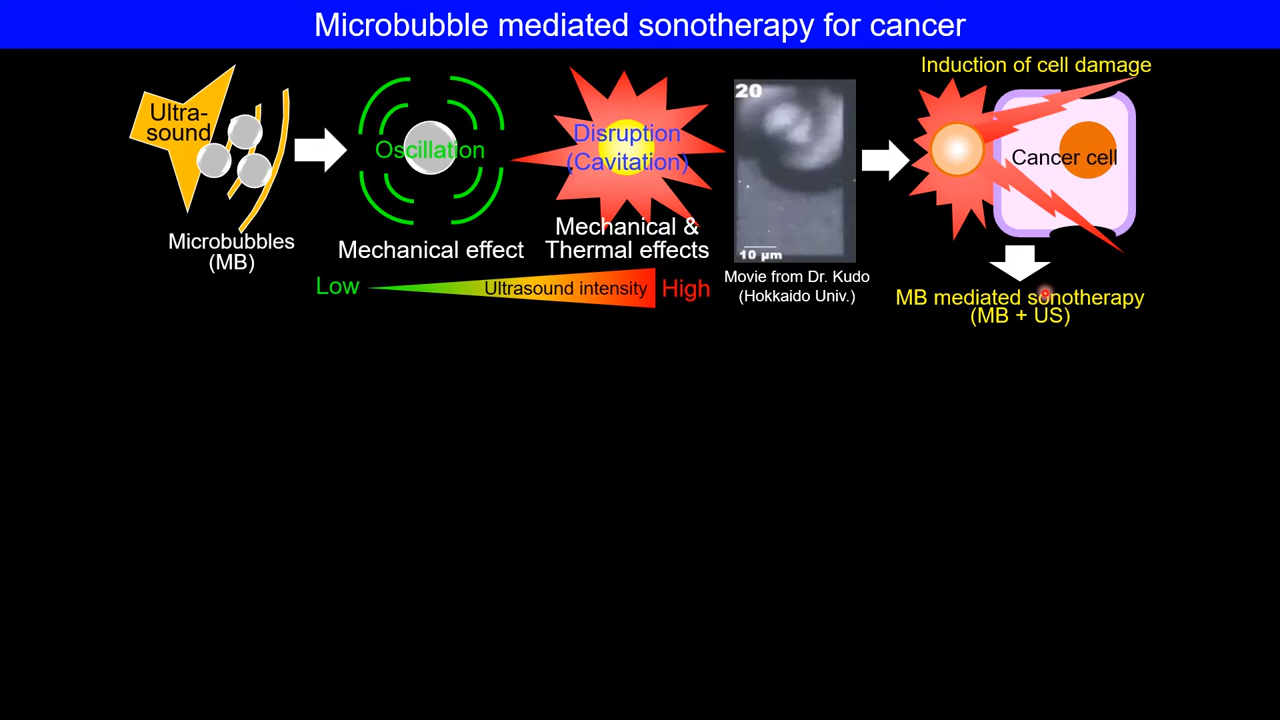 Microbubble mediated sonotherapy for cancer
Ultra-
sound
Microbubbles
(MB)
Oscillation
Mechanical effect
Disruption
(Cavitation)
Mechanical &
Thermal effects
Low
Ultrasound intensity
High
20
10 µm
Movie from Dr. Kudo
(Hokkaido Univ.)
Induction of cell damage
Cancer cell
MB mediated sonotherapy
(MB + US)